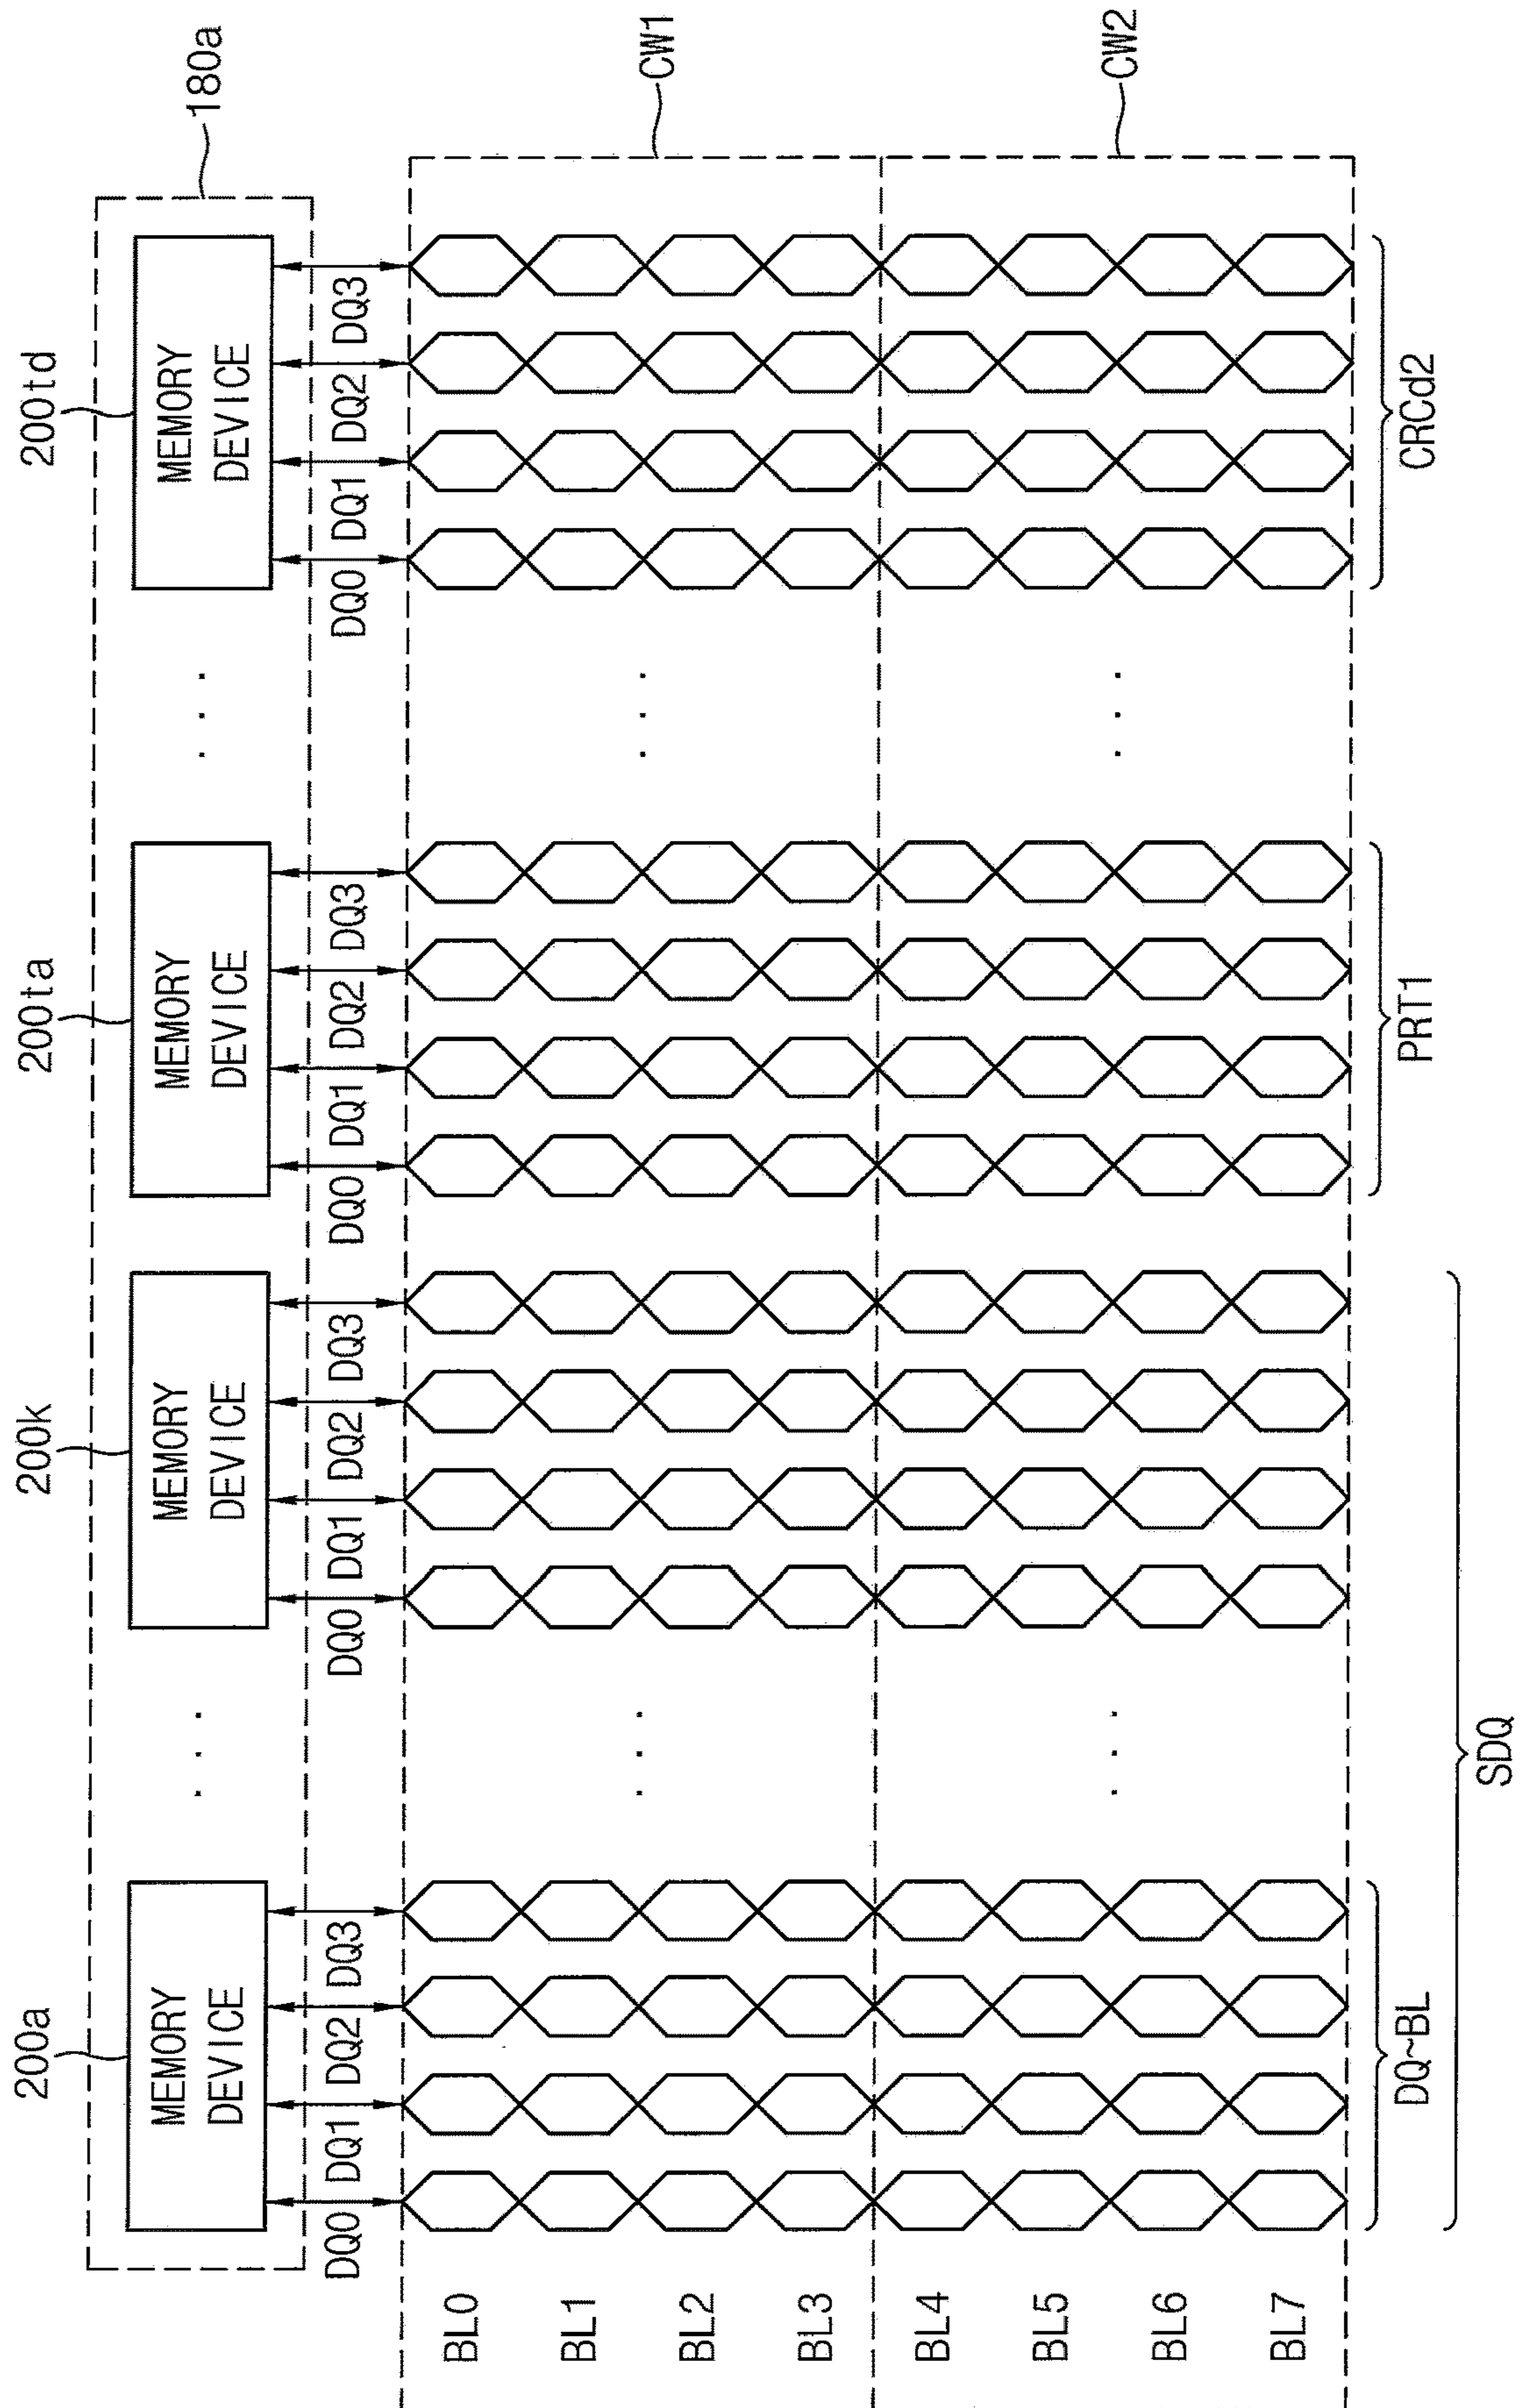 200a
200k
200ta
200td
180a
MEMORY
DEVICE
MEMORY
DEVICE
MEMORY
DEVICE
MEMORY
DEVICE
DQ0 DQ1 DQ2 DQ3
DQ0 DQ1 DQ2 DQ3
DQ0 DQ1 DQ2 DQ3
DQ0 DQ1 DQ2 DQ3
BL0
BL1
BL2
BL3
CW1
BL4
BL5
BL6
BL7
CW2
DQ~BL
PRT1
CRCd2
SDQ